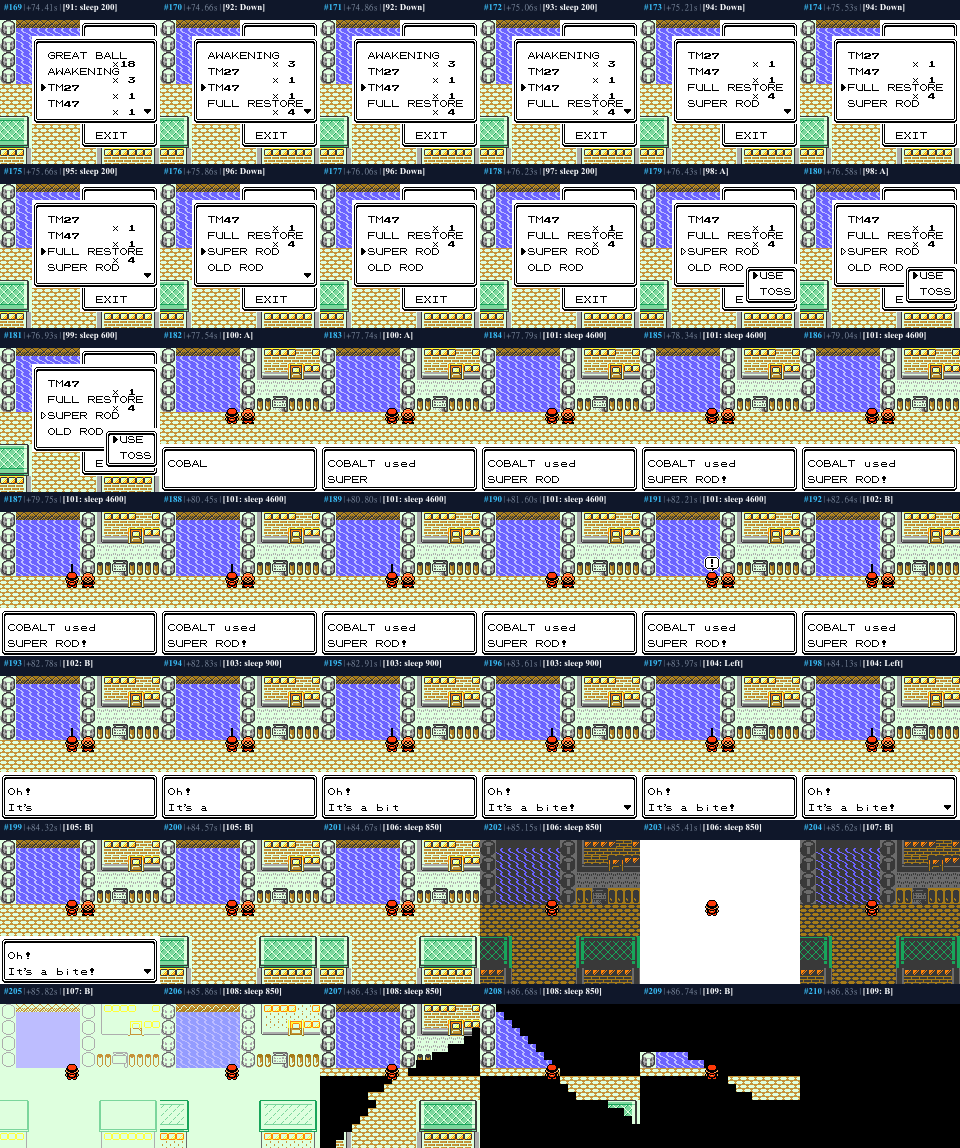 #169|+74.41s|[91: sleep 200]
GREAT BALL
×18
AWAKENING
× 3
▶TM27
× 1
TM47
× 1
EXIT
#170|+74.66s|[92: Down]
AWAKENING
× 3
TM27
× 1
▶TM47
× 1
FULL RESTORE
× 4
EXIT
#171|+74.86s|[92: Down]
AWAKENING
× 3
TM27
× 1
▶TM47
× 1
FULL RESTORE
× 4
EXIT
#172|+75.06s|[93: sleep 200]
AWAKENING
× 3
TM27
× 1
▶TM47
× 1
FULL RESTORE
× 4
EXIT
#173|+75.21s|[94: Down]
TM27
× 1
TM47
× 1
▶FULL RESTORE
× 4
SUPER ROD
EXIT
#174|+75.53s|[94: Down]
TM27
× 1
TM47
× 1
▶FULL RESTORE
× 4
SUPER ROD
EXIT
#175|+75.66s|[95: sleep 200]
TM27
× 1
TM47
× 1
▶FULL RESTORE
× 4
SUPER ROD
EXIT
#176|+75.86s|[96: Down]
TM47
× 1
FULL RESTORE
× 4
▶SUPER ROD
OLD ROD
EXIT
#177|+76.06s|[96: Down]
TM47
× 1
FULL RESTORE
× 4
▶SUPER ROD
OLD ROD
EXIT
#178|+76.23s|[97: sleep 200]
TM47
× 1
FULL RESTORE
× 4
▶SUPER ROD
OLD ROD
EXIT
#179|+76.43s|[98: A]
TM47
× 1
FULL RESTORE
× 4
▷SUPER ROD
OLD ROD
▶USE
TOSS
E
#180|+76.58s|[98: A]
TM47
× 1
FULL RESTORE
× 4
▷SUPER ROD
OLD ROD
▶USE
TOSS
E
#181|+76.93s|[99: sleep 600]
TM47
× 1
FULL RESTORE
× 4
▷SUPER ROD
OLD ROD
▶USE
TOSS
E
#182|+77.54s|[100: A]
COBAL
#183|+77.74s|[100: A]
COBALT used
SUPER
#184|+77.79s|[101: sleep 4600]
COBALT used
SUPER ROD
#185|+78.34s|[101: sleep 4600]
COBALT used
SUPER ROD!
#186|+79.04s|[101: sleep 4600]
COBALT used
SUPER ROD!
#187|+79.75s|[101: sleep 4600]
COBALT used
SUPER ROD!
#188|+80.45s|[101: sleep 4600]
COBALT used
SUPER ROD!
#189|+80.80s|[101: sleep 4600]
COBALT used
SUPER ROD!
#190|+81.60s|[101: sleep 4600]
COBALT used
SUPER ROD!
#191|+82.21s|[101: sleep 4600]
!
COBALT used
SUPER ROD!
#192|+82.64s|[102: B]
COBALT used
SUPER ROD!
#193|+82.78s|[102: B]
Oh!
It's
#194|+82.83s|[103: sleep 900]
Oh!
It's a
#195|+82.91s|[103: sleep 900]
Oh!
It's a bit
#196|+83.61s|[103: sleep 900]
Oh!
It's a bite!
#197|+83.97s|[104: Left]
Oh!
It's a bite!
#198|+84.13s|[104: Left]
Oh!
It's a bite!
#199|+84.32s|[105: B]
Oh!
It's a bite!
#200|+84.57s|[105: B]
#201|+84.67s|[106: sleep 850]
#202|+85.15s|[106: sleep 850]
#203|+85.41s|[106: sleep 850]
#204|+85.62s|[107: B]
#205|+85.82s|[107: B]
#206|+85.86s|[108: sleep 850]
#207|+86.43s|[108: sleep 850]
#208|+86.68s|[108: sleep 850]
#209|+86.74s|[109: B]
#210|+86.83s|[109: B]